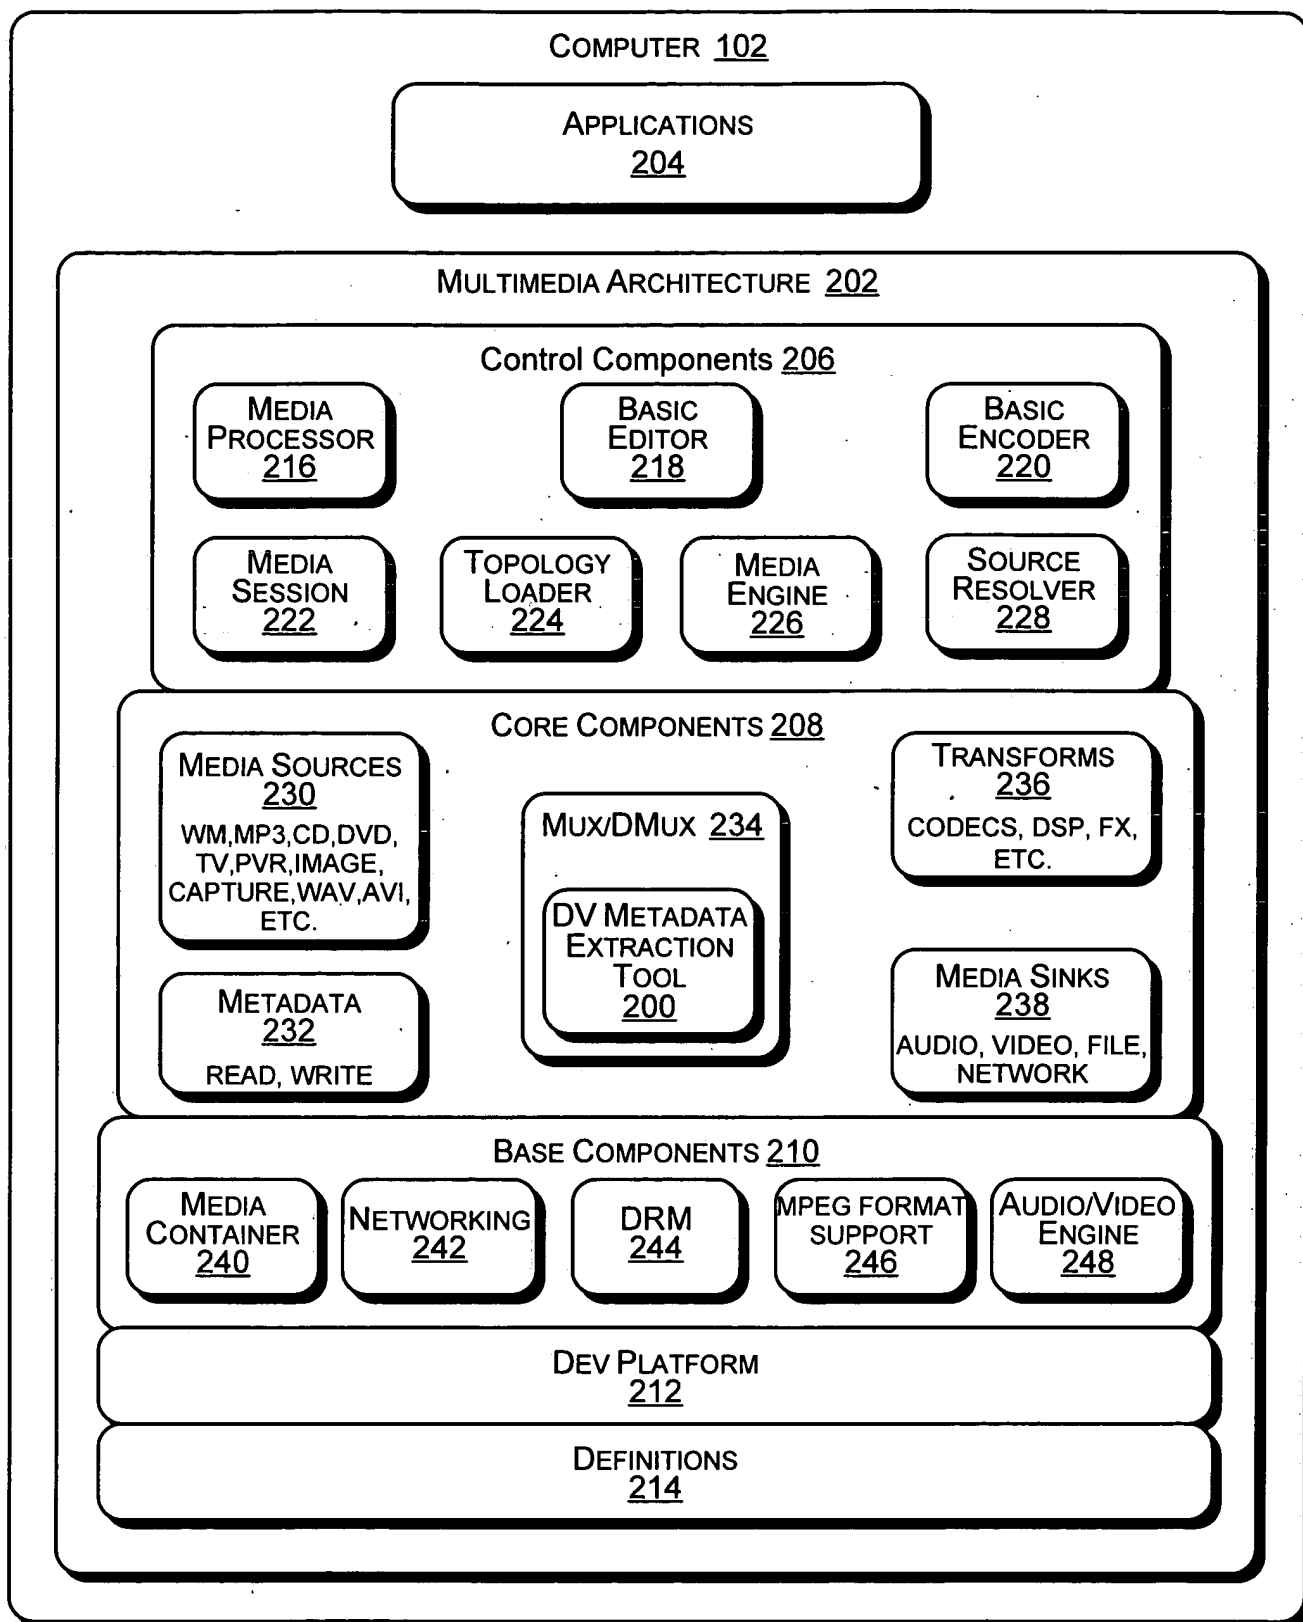 COMPUTER 102
APPLICATIONS
204
MULTIMEDIA ARCHITECTURE 202
Control Components 206
MEDIA
PROCESSOR
216
BASIC
EDITOR
218
BASIC
ENCODER
220
MEDIA
SESSION
222
TOPOLOGY
LOADER
224
MEDIA
ENGINE
226
SOURCE
RESOLVER
228
CORE COMPONENTS 208
MEDIA SOURCES
230
WM,MP3,CD,DVD,
TV,PVR,IMAGE,
CAPTURE,WAV,AVI,
ETC.
METADATA
232
READ, WRITE
MUX/DMUX 234
DV METADATA
EXTRACTION
TOOL
200
TRANSFORMS
236
CODECS, DSP, FX,
ETC.
MEDIA SINKS
238
AUDIO, VIDEO, FILE,
NETWORK
BASE COMPONENTS 210
MEDIA
CONTAINER
240
NETWORKING
242
DRM
244
MPEG FORMAT
SUPPORT
246
AUDIO/VIDEO
ENGINE
248
DEV PLATFORM
212
DEFINITIONS
214